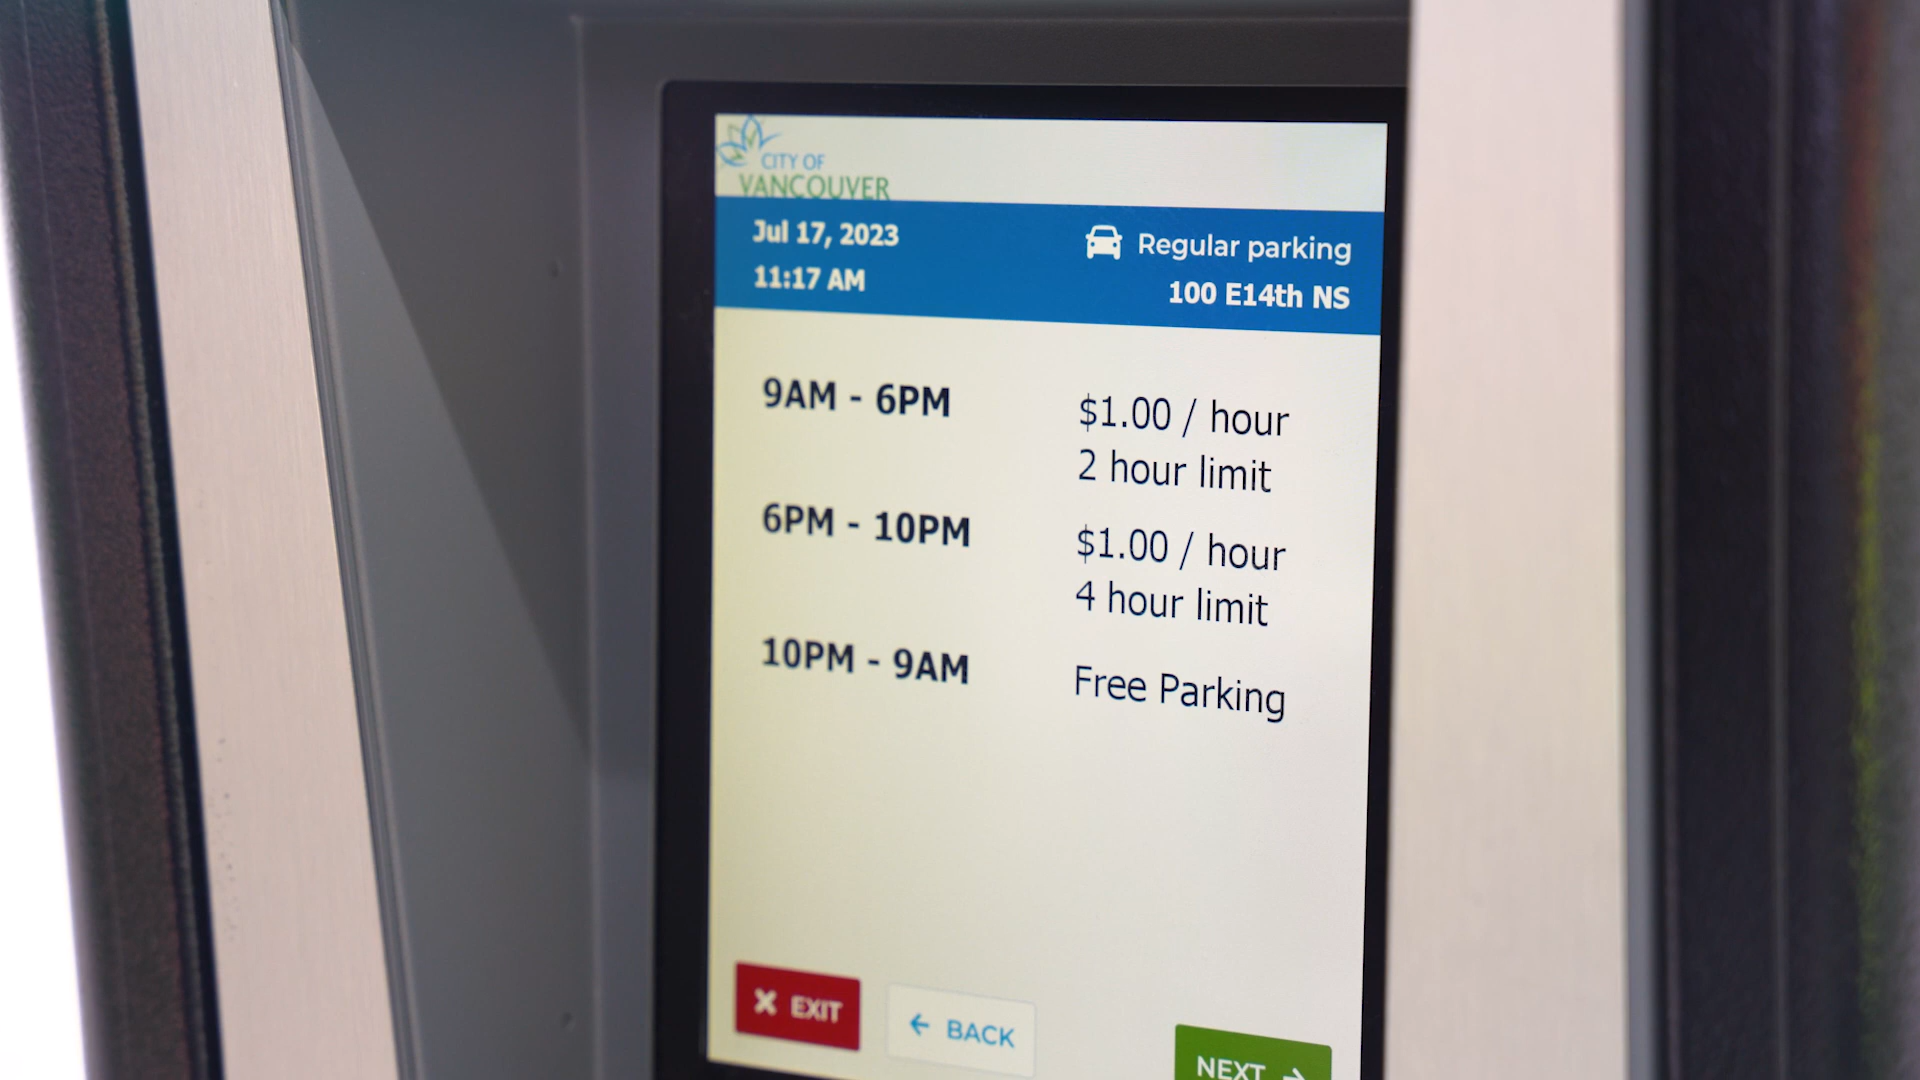 CITY OF
VANCOUVER
Jul 17, 2023
11:17 AM
Regular parking
100 E14th NS
9AM - 6PM
$1.00 / hour
2 hour limit
6PM - 10PM
$1.00 / hour
4 hour limit
10PM - 9AM
Free Parking
EXIT
BACK
NEXT